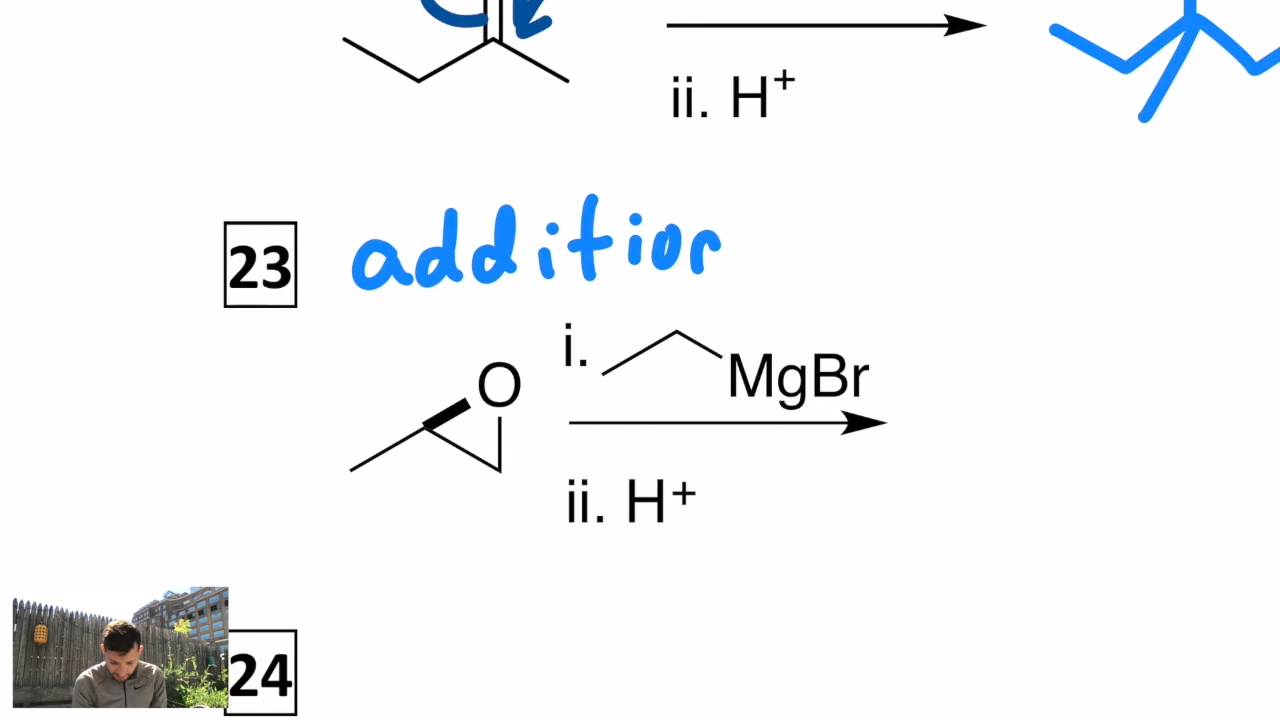 ii. H+
23 addition
i. MgBr
O
ii. H+
24